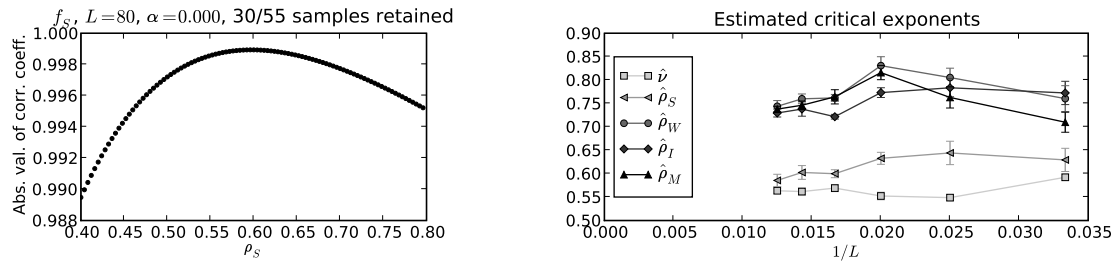 f_S, L=80, α=0.000, 30/55 samples retained
Abs. val. of corr. coeff.
1.000
0.998
0.996
0.994
0.992
0.990
0.988
0.40 0.45 0.50 0.55 0.60 0.65 0.70 0.75 0.80
ρ_S
Estimated critical exponents
0.90
0.85
0.80
0.75
0.70
0.65
0.60
0.55
0.50
ν̂
ρ̂_S
ρ̂_W
ρ̂_I
ρ̂_M
0.000 0.005 0.010 0.015 0.020 0.025 0.030 0.035
1/L